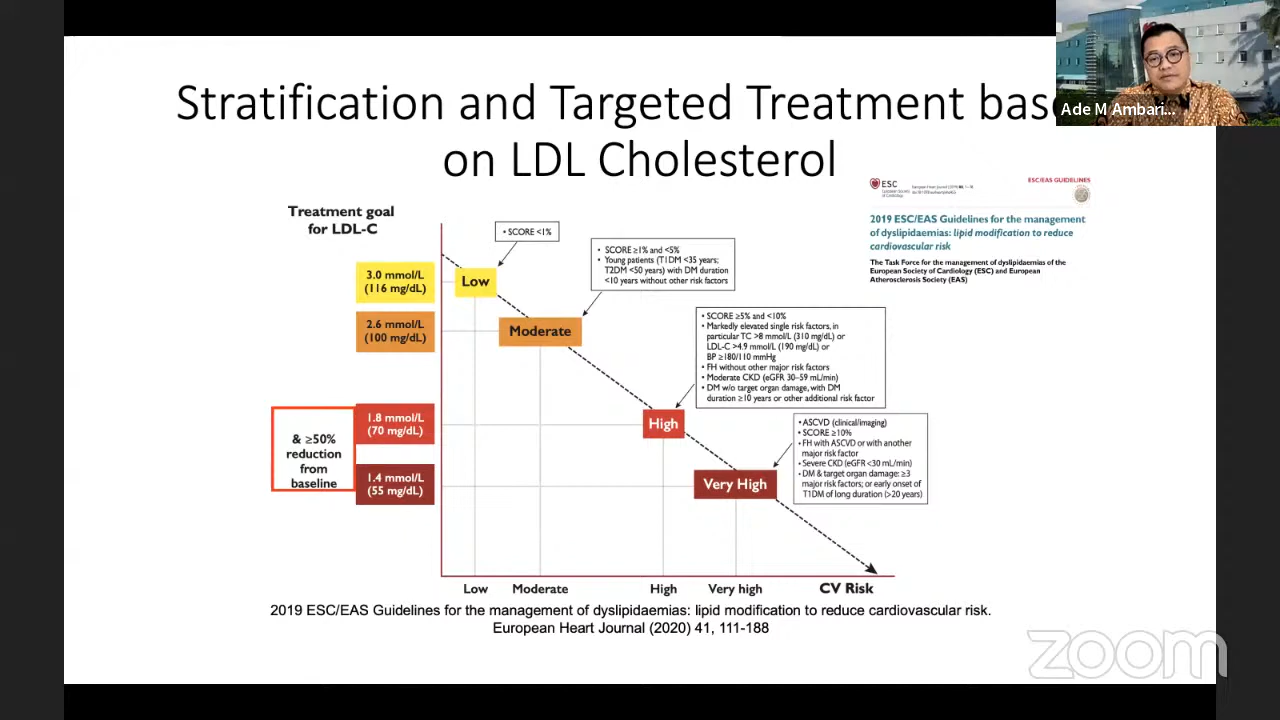 Stratification and Targeted Treatment bas
on LDL Cholesterol
Ade M Ambari...
ESC
ESC/EAS GUIDELINES
2019 ESC/EAS Guidelines for the management
of dyslipidaemias: lipid modification to reduce
cardiovascular risk
The Task Force for the management of dyslipidaemias of the
European Society of Cardiology (ESC) and European
Atherosclerosis Society (EAS)
Treatment goal
for LDL-C
• SCORE <1%
• SCORE ≥1% and <5%
• Young patients (T1DM <35 years;
T2DM <50 years) with DM duration
<10 years without other risk factors
3.0 mmol/L
(116 mg/dL)
Low
2.6 mmol/L
(100 mg/dL)
Moderate
• SCORE ≥5% and <10%
• Markedly elevated single risk factors, in
particular TC >8 mmol/L (310 mg/dL) or
LDL-C >4.9 mmol/L (190 mg/dL) or
BP ≥180/110 mmHg
• FH without other major risk factors
• Moderate CKD (eGFR 30–59 mL/min)
• DM w/o target organ damage, with DM
duration ≥10 years or other additional risk factor
1.8 mmol/L
(70 mg/dL)
High
& ≥50%
reduction
from
baseline
• ASCVD (clinical/imaging)
• SCORE ≥10%
• FH with ASCVD or with another
major risk factor
• Severe CKD (eGFR <30 mL/min)
• DM & target organ damage: ≥3
major risk factors; or early onset of
T1DM of long duration (>20 years)
1.4 mmol/L
(55 mg/dL)
Very High
Low
Moderate
High
Very high
CV Risk
2019 ESC/EAS Guidelines for the management of dyslipidaemias: lipid modification to reduce cardiovascular risk.
European Heart Journal (2020) 41, 111-188
zoom